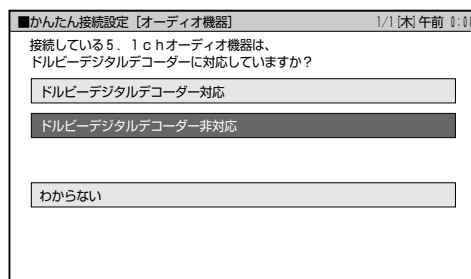 ■かんたん接続設定［オーディオ機器］ 1/1[木]午前 0:00
接続している５．１ｃｈオーディオ機器は、
ドルビーデジタルデコーダーに対応していますか？
ドルビーデジタルデコーダー対応
ドルビーデジタルデコーダー非対応
わからない